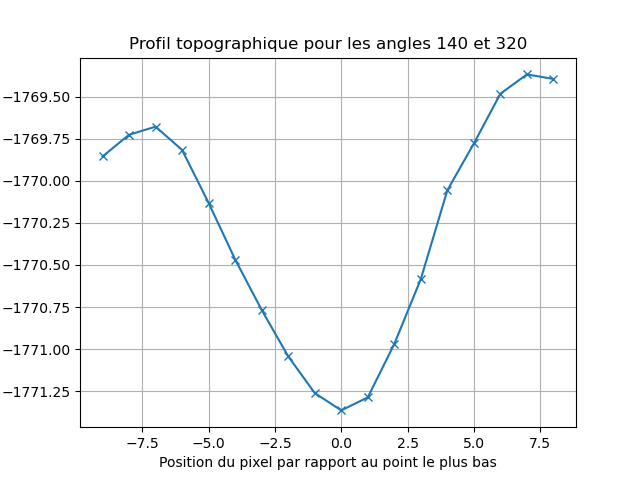 Profil topographique pour les angles 140 et 320
−1769.50
−1769.75
−1770.00
−1770.25
−1770.50
−1770.75
−1771.00
−1771.25
−7.5 −5.0 −2.5 0.0 2.5 5.0 7.5
Position du pixel par rapport au point le plus bas